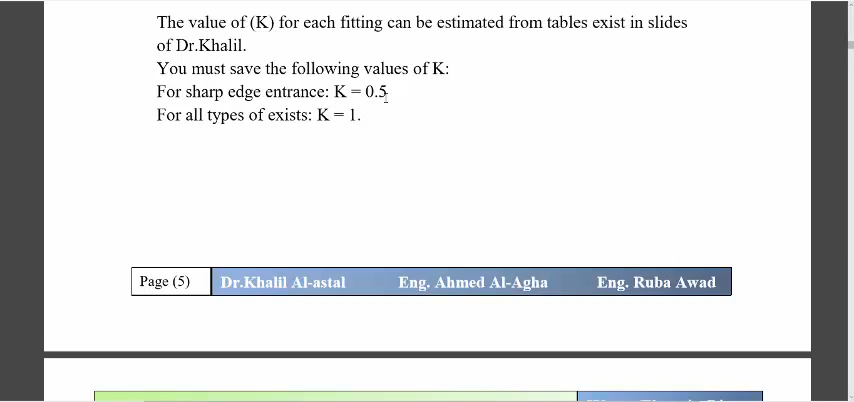 The value of (K) for each fitting can be estimated from tables exist in slides
of Dr.Khalil.
You must save the following values of K:
For sharp edge entrance: K = 0.5
For all types of exists: K = 1.
Page (5) Dr.Khalil Al-astal Eng. Ahmed Al-Agha Eng. Ruba Awad